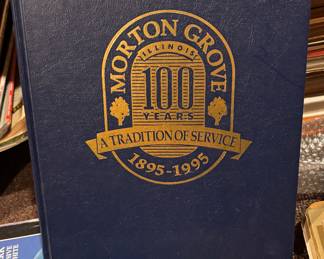 MORTON GROVE
ILLINOIS
100
YEARS
A TRADITION OF SERVICE
1895-1995